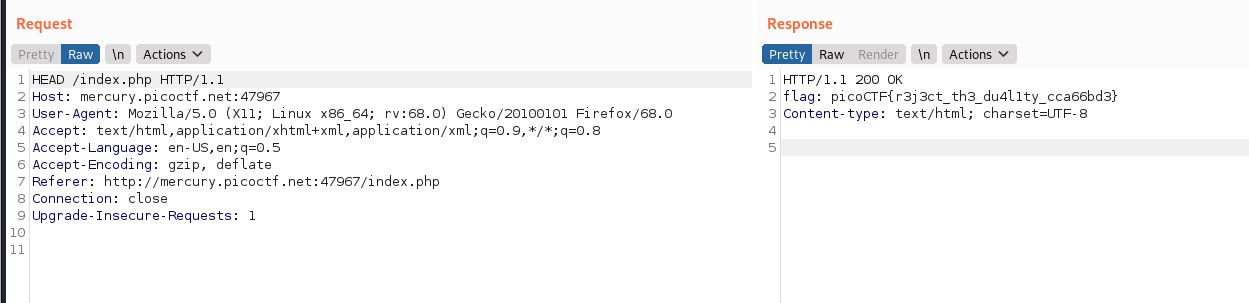 Request
Pretty Raw \n Actions
1 HEAD /index.php HTTP/1.1
2 Host: mercury.picoctf.net:47967
3 User-Agent: Mozilla/5.0 (X11; Linux x86_64; rv:68.0) Gecko/20100101 Firefox/68.0
4 Accept: text/html,application/xhtml+xml,application/xml;q=0.9,*/*;q=0.8
5 Accept-Language: en-US,en;q=0.5
6 Accept-Encoding: gzip, deflate
7 Referer: http://mercury.picoctf.net:47967/index.php
8 Connection: close
9 Upgrade-Insecure-Requests: 1
10
11
Response
Pretty Raw Render \n Actions
1 HTTP/1.1 200 OK
2 flag: picoCTF{r3j3ct_th3_du4l1ty_cca66bd3}
3 Content-type: text/html; charset=UTF-8
4
5